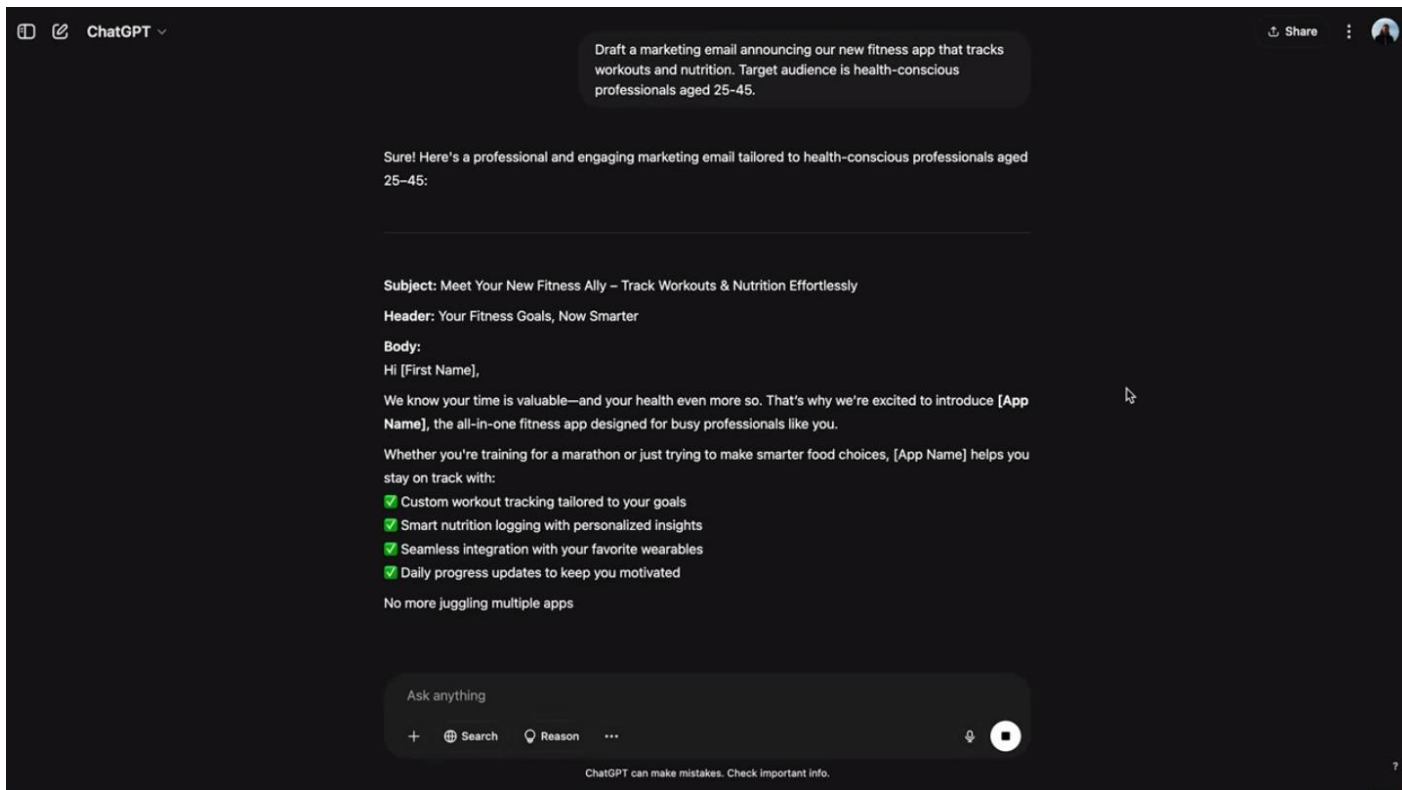 ChatGPT
Share
Draft a marketing email announcing our new fitness app that tracks
workouts and nutrition. Target audience is health-conscious
professionals aged 25-45.
Sure! Here's a professional and engaging marketing email tailored to health-conscious professionals aged
25–45:
Subject: Meet Your New Fitness Ally – Track Workouts & Nutrition Effortlessly
Header: Your Fitness Goals, Now Smarter
Body:
Hi [First Name],
We know your time is valuable—and your health even more so. That's why we're excited to introduce [App
Name], the all-in-one fitness app designed for busy professionals like you.
Whether you're training for a marathon or just trying to make smarter food choices, [App Name] helps you
stay on track with:
✅ Custom workout tracking tailored to your goals
✅ Smart nutrition logging with personalized insights
✅ Seamless integration with your favorite wearables
✅ Daily progress updates to keep you motivated
No more juggling multiple apps
Ask anything
Search
Reason
ChatGPT can make mistakes. Check important info.
?